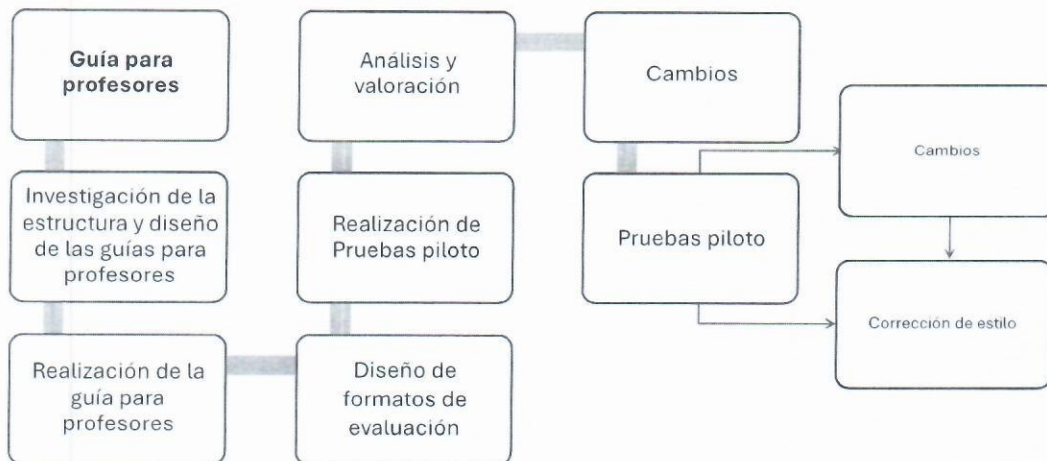 Guía para
profesores
Investigación de la
estructura y diseño
de las guías para
profesores
Realización de la
guía para
profesores
Diseño de
formatos de
evaluación
Realización de
Pruebas piloto
Análisis y
valoración
Cambios
Pruebas piloto
Cambios
Corrección de estilo